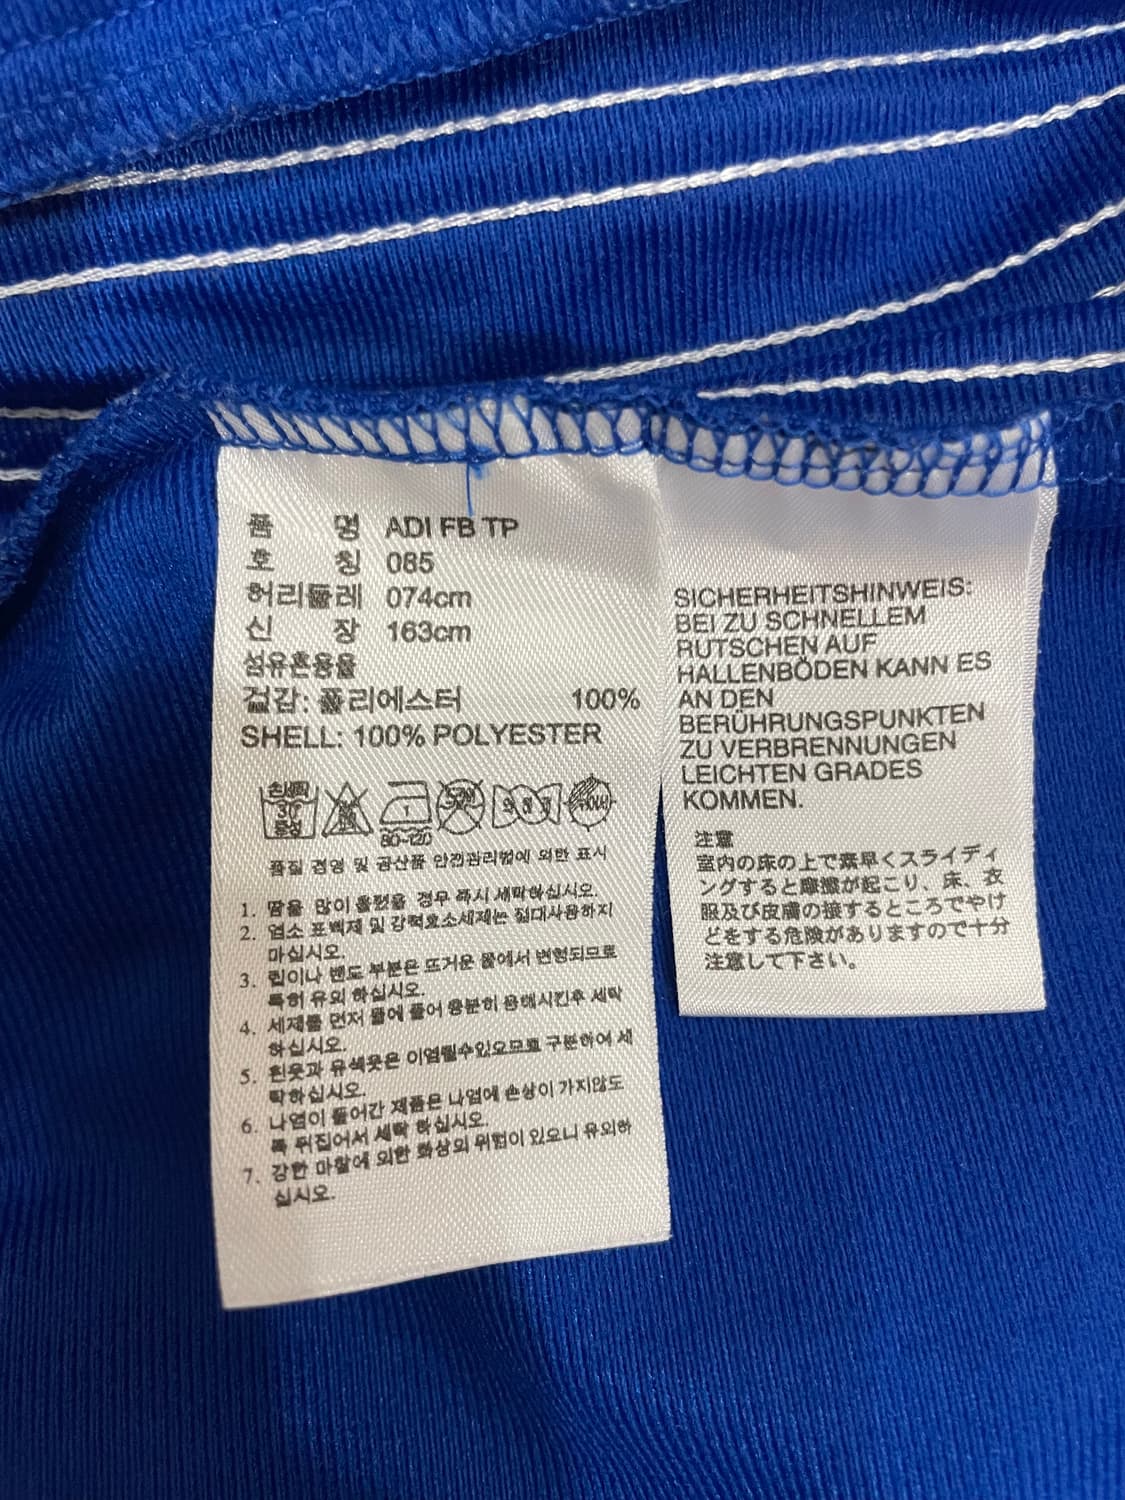 품 명 ADI FB TP
호 칭 085
허리둘레 074cm
신 장 163cm
섬유혼용율
겉감: 폴리에스터 100%
SHELL: 100% POLYESTER
80-120
품질 경영 및 공산품 안전관리법에 의한 표시
1. 땀을 많이 흘렸을 경우 즉시 세탁하십시오.
2. 염소 표백제 및 강력효소세제는 절대사용하지
마십시오.
3. 립이나 밴드 부분은 뜨거운 물에서 변형되므로
특히 유의 하십시오.
4. 세제를 먼저 물에 풀어 충분히 용해시킨후 세탁
하십시오.
5. 흰옷과 유색옷은 이염될수있으므로 구분하여 세
탁하십시오.
6. 나염이 들어간 제품은 나염에 손상이 가지않도
록 뒤집어서 세탁 하십시오.
7. 강한 마찰에 의한 화상의 위험이 있으니 유의하
십시오.
SICHERHEITSHINWEIS:
BEI ZU SCHNELLEM
RUTSCHEN AUF
HALLENBÖDEN KANN ES
AN DEN
BERÜHRUNGSPUNKTEN
ZU VERBRENNUNGEN
LEICHTEN GRADES
KOMMEN.
注意
室内の床の上で素早くスライディ
ングすると摩擦が起こり、床、衣
服及び皮膚の接するところでやけ
どをする危険がありますので十分
注意して下さい。